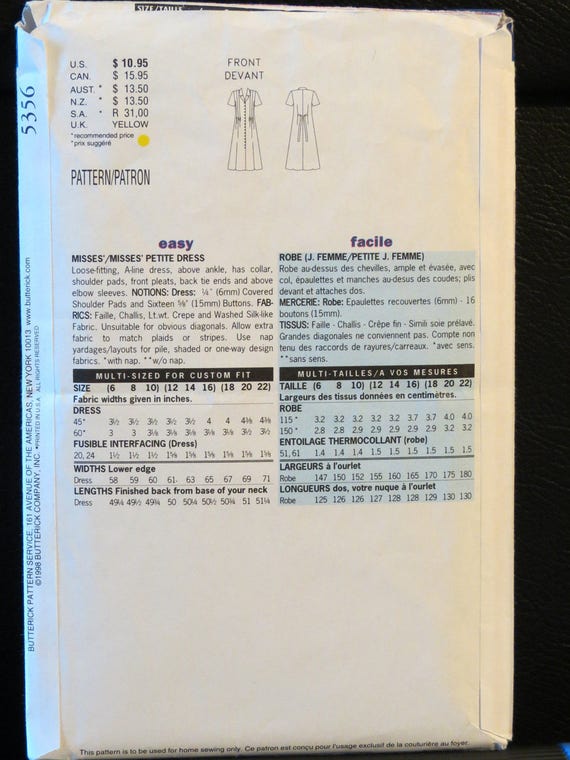 SIZE/TAILLE
5356
U.S. $ 10.95
CAN. $ 15.95
AUST. * $ 13.50
N.Z. * $ 13.50
S.A. * R 31,00
U.K. YELLOW
*recommended price
*prix suggéré
PATTERN/PATRON
FRONT
DEVANT
easy
MISSES'/MISSES' PETITE DRESS
Loose-fitting, A-line dress, above ankle, has collar,
shoulder pads, front pleats, back tie ends and above
elbow sleeves. NOTIONS: Dress: ¼" (6mm) Covered
Shoulder Pads and Sixteen ⅝" (15mm) Buttons. FAB-
RICS: Faille, Challis, Lt.wt. Crepe and Washed Silk-like
Fabric. Unsuitable for obvious diagonals. Allow extra
fabric to match plaids or stripes. Use nap
yardages/layouts for pile, shaded or one-way design
fabrics. *with nap. **w/o nap.
MULTI-SIZED FOR CUSTOM FIT
SIZE (6 8 10) (12 14 16) (18 20 22)
Fabric widths given in inches.
DRESS
45* 3½ 3½ 3½ 3½ 3½ 4 4 4⅜ 4⅜
60* 3 3 3⅛ 3⅛ 3⅛ 3⅛ 3⅛ 3½ 3½
FUSIBLE INTERFACING (Dress)
20, 24 1½ 1½ 1½ 1⅝ 1⅝ 1⅝ 1⅝ 1⅝ 1⅝
WIDTHS Lower edge
Dress 58 59 60 61 63 65 67 69 71
LENGTHS Finished back from base of your neck
Dress 49¼ 49½ 49¾ 50 50¼ 50½ 50¾ 51 51¼
facile
ROBE (J. FEMME/PETITE J. FEMME)
Robe au-dessus des chevilles, ample et évasée, avec
col, épaulettes et manches au-desus des coudes; plis
devant et attaches dos.
MERCERIE: Robe: Epaulettes recouvertes (6mm) - 16
boutons (15mm).
TISSUS: Faille - Challis - Crêpe fin - Simili soie prélavé.
Grandes diagonales ne conviennent pas. Compte non
tenu des raccords de rayures/carreaux. *avec sens.
**sans sens.
MULTI-TAILLES/A VOS MESURES
TAILLE (6 8 10) (12 14 16) (18 20 22)
Largeurs des tissus données en centimètres.
ROBE
115* 3.2 3.2 3.2 3.2 3.2 3.7 3.7 4.0 4.0
150* 2.8 2.8 2.9 2.9 2.9 2.9 2.9 3.2 3.2
ENTOILAGE THERMOCOLLANT (robe)
51, 61 1.4 1.4 1.4 1.5 1.5 1.5 1.5 1.5 1.5
LARGEURS à l'ourlet
Robe 147 150 152 155 160 165 170 175 180
LONGUEURS dos, votre nuque à l'ourlet
Robe 125 126 126 127 128 128 129 130 130
BUTTERICK PATTERN SERVICE, 161 AVENUE OF THE AMERICAS, NEW YORK, NEW YORK 10013 www.butterick.com
©1998 BUTTERICK COMPANY, INC. • PRINTED IN U.S.A. ALL RIGHTS RESERVED
This pattern is to be used for home sewing only. Ce patron est conçu pour l'usage exclusif de la couturière au foyer.